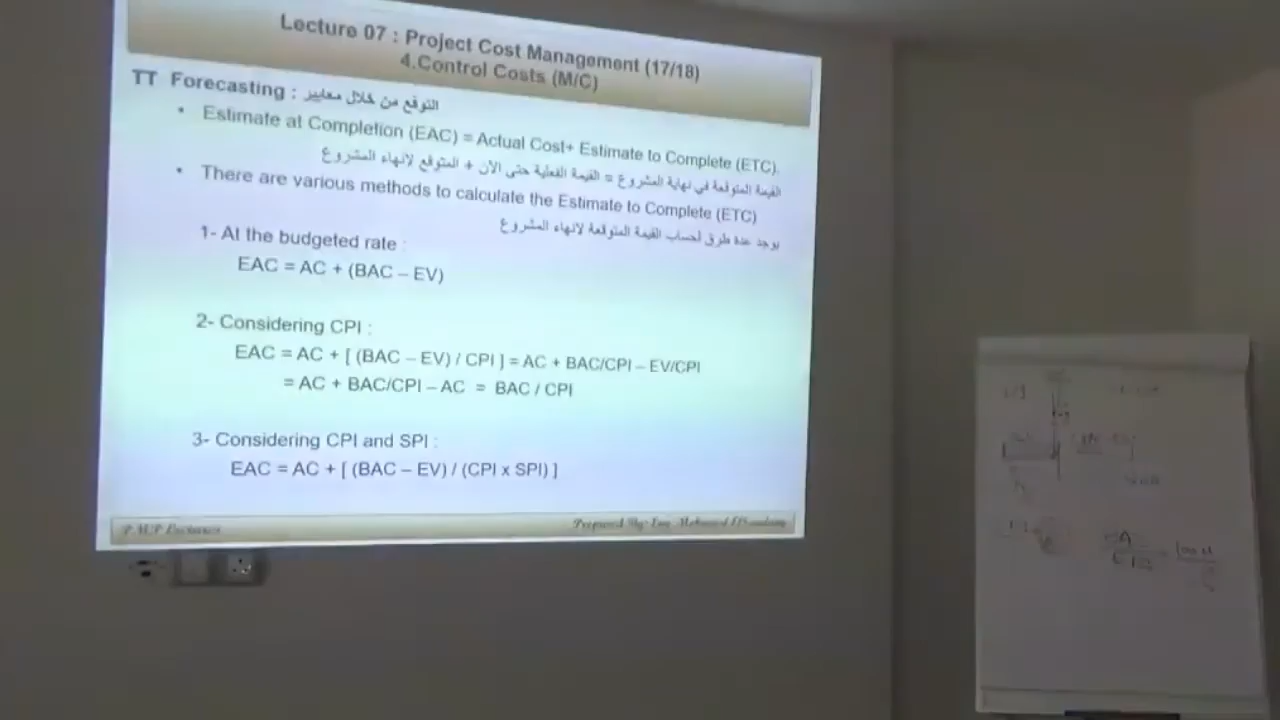 Lecture 07 : Project Cost Management (17/18)
4.Control Costs (M/C)
TT Forecasting : التوقع من خلال معايير
• Estimate at Completion (EAC) = Actual Cost+ Estimate to Complete (ETC).
القيمة المتوقعة في نهاية المشروع = القيمة الفعلية حتى الآن + المتوقع لانهاء المشروع
• There are various methods to calculate the Estimate to Complete (ETC)
يوجد عدة طرق لحساب القيمة المتوقعة لانهاء المشروع
1- At the budgeted rate :
EAC = AC + (BAC – EV)
2- Considering CPI :
EAC = AC + [ (BAC – EV) / CPI ] = AC + BAC/CPI – EV/CPI
= AC + BAC/CPI – AC = BAC / CPI
3- Considering CPI and SPI :
EAC = AC + [ (BAC – EV) / (CPI x SPI) ]
P.M.P Lectures
Prepared By: Eng. Mohamed